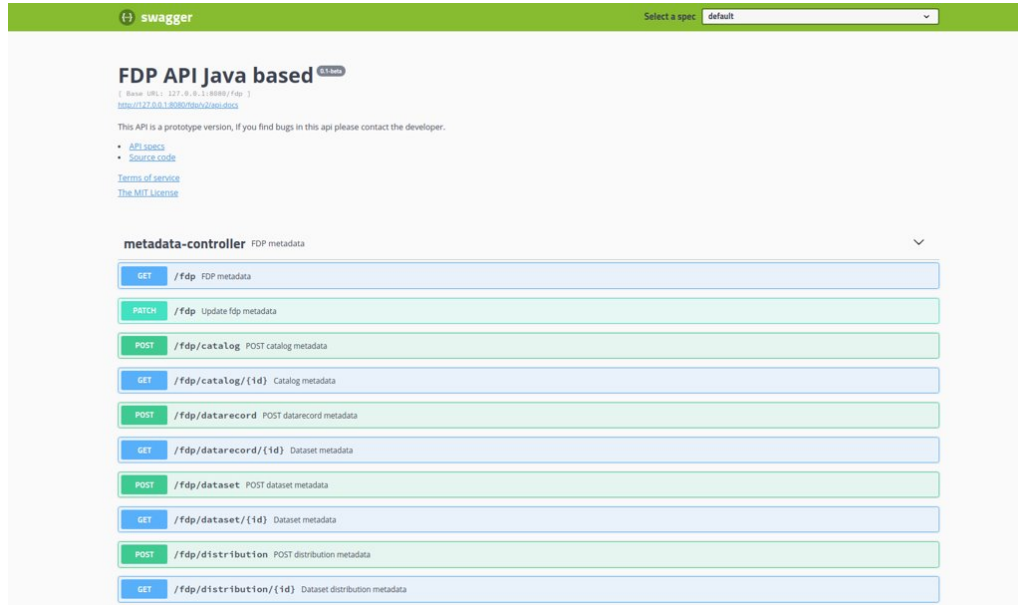 swagger
Select a spec default
FDP API Java based 0.1-beta
[ Base URL: 127.0.0.1:8080/fdp ]
http://127.0.0.1:8080/fdp/v2/api-docs
This API is a prototype version, If you find bugs in this api please contact the developer.
API specs
Source code
Terms of service
The MIT License
metadata-controller FDP metadata
GET /fdp FDP metadata
PATCH /fdp Update fdp metadata
POST /fdp/catalog POST catalog metadata
GET /fdp/catalog/{id} Catalog metadata
POST /fdp/datarecord POST datarecord metadata
GET /fdp/datarecord/{id} Dataset metadata
POST /fdp/dataset POST dataset metadata
GET /fdp/dataset/{id} Dataset metadata
POST /fdp/distribution POST distribution metadata
GET /fdp/distribution/{id} Dataset distribution metadata